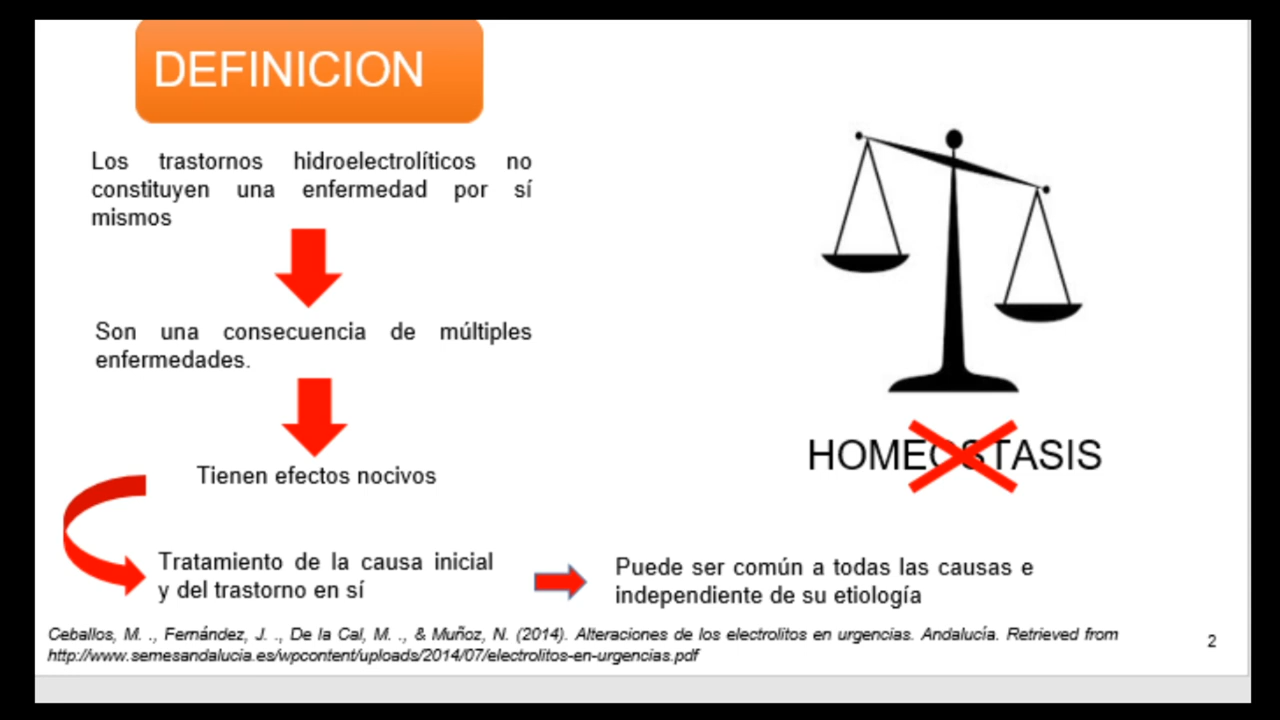 DEFINICION
Los trastornos hidroelectrolíticos no
constituyen una enfermedad por sí
mismos
Son una consecuencia de múltiples
enfermedades.
Tienen efectos nocivos
Tratamiento de la causa inicial
y del trastorno en sí
Puede ser común a todas las causas e
independiente de su etiología
HOMEOSTASIS
Ceballos, M. ., Fernández, J. ., De la Cal, M. ., & Muñoz, N. (2014). Alteraciones de los electrolitos en urgencias. Andalucía. Retrieved from
http://www.semesandalucia.es/wpcontent/uploads/2014/07/electrolitos-en-urgencias.pdf
2